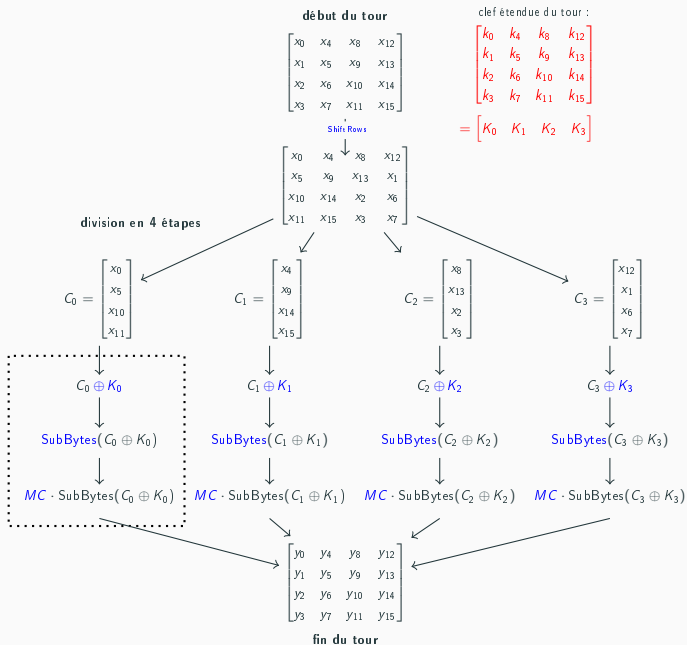 début du tour
x₀ x₄ x₈ x₁₂
x₁ x₅ x₉ x₁₃
x₂ x₆ x₁₀ x₁₄
x₃ x₇ x₁₁ x₁₅
clef étendue du tour :
k₀ k₄ k₈ k₁₂
k₁ k₅ k₉ k₁₃
k₂ k₆ k₁₀ k₁₄
k₃ k₇ k₁₁ k₁₅
= [K₀ K₁ K₂ K₃]
Shift Rows
x₀ x₄ x₈ x₁₂
x₅ x₉ x₁₃ x₁
x₁₀ x₁₄ x₂ x₆
x₁₁ x₁₅ x₃ x₇
division en 4 étapes
C₀ =
x₀
x₅
x₁₀
x₁₁
C₁ =
x₄
x₉
x₁₄
x₁₅
C₂ =
x₈
x₁₃
x₂
x₃
C₃ =
x₁₂
x₁
x₆
x₇
C₀ ⊕ K₀
C₁ ⊕ K₁
C₂ ⊕ K₂
C₃ ⊕ K₃
SubBytes(C₀ ⊕ K₀)
SubBytes(C₁ ⊕ K₁)
SubBytes(C₂ ⊕ K₂)
SubBytes(C₃ ⊕ K₃)
MC · SubBytes(C₀ ⊕ K₀)
MC · SubBytes(C₁ ⊕ K₁)
MC · SubBytes(C₂ ⊕ K₂)
MC · SubBytes(C₃ ⊕ K₃)
y₀ y₄ y₈ y₁₂
y₁ y₅ y₉ y₁₃
y₂ y₆ y₁₀ y₁₄
y₃ y₇ y₁₁ y₁₅
fin du tour